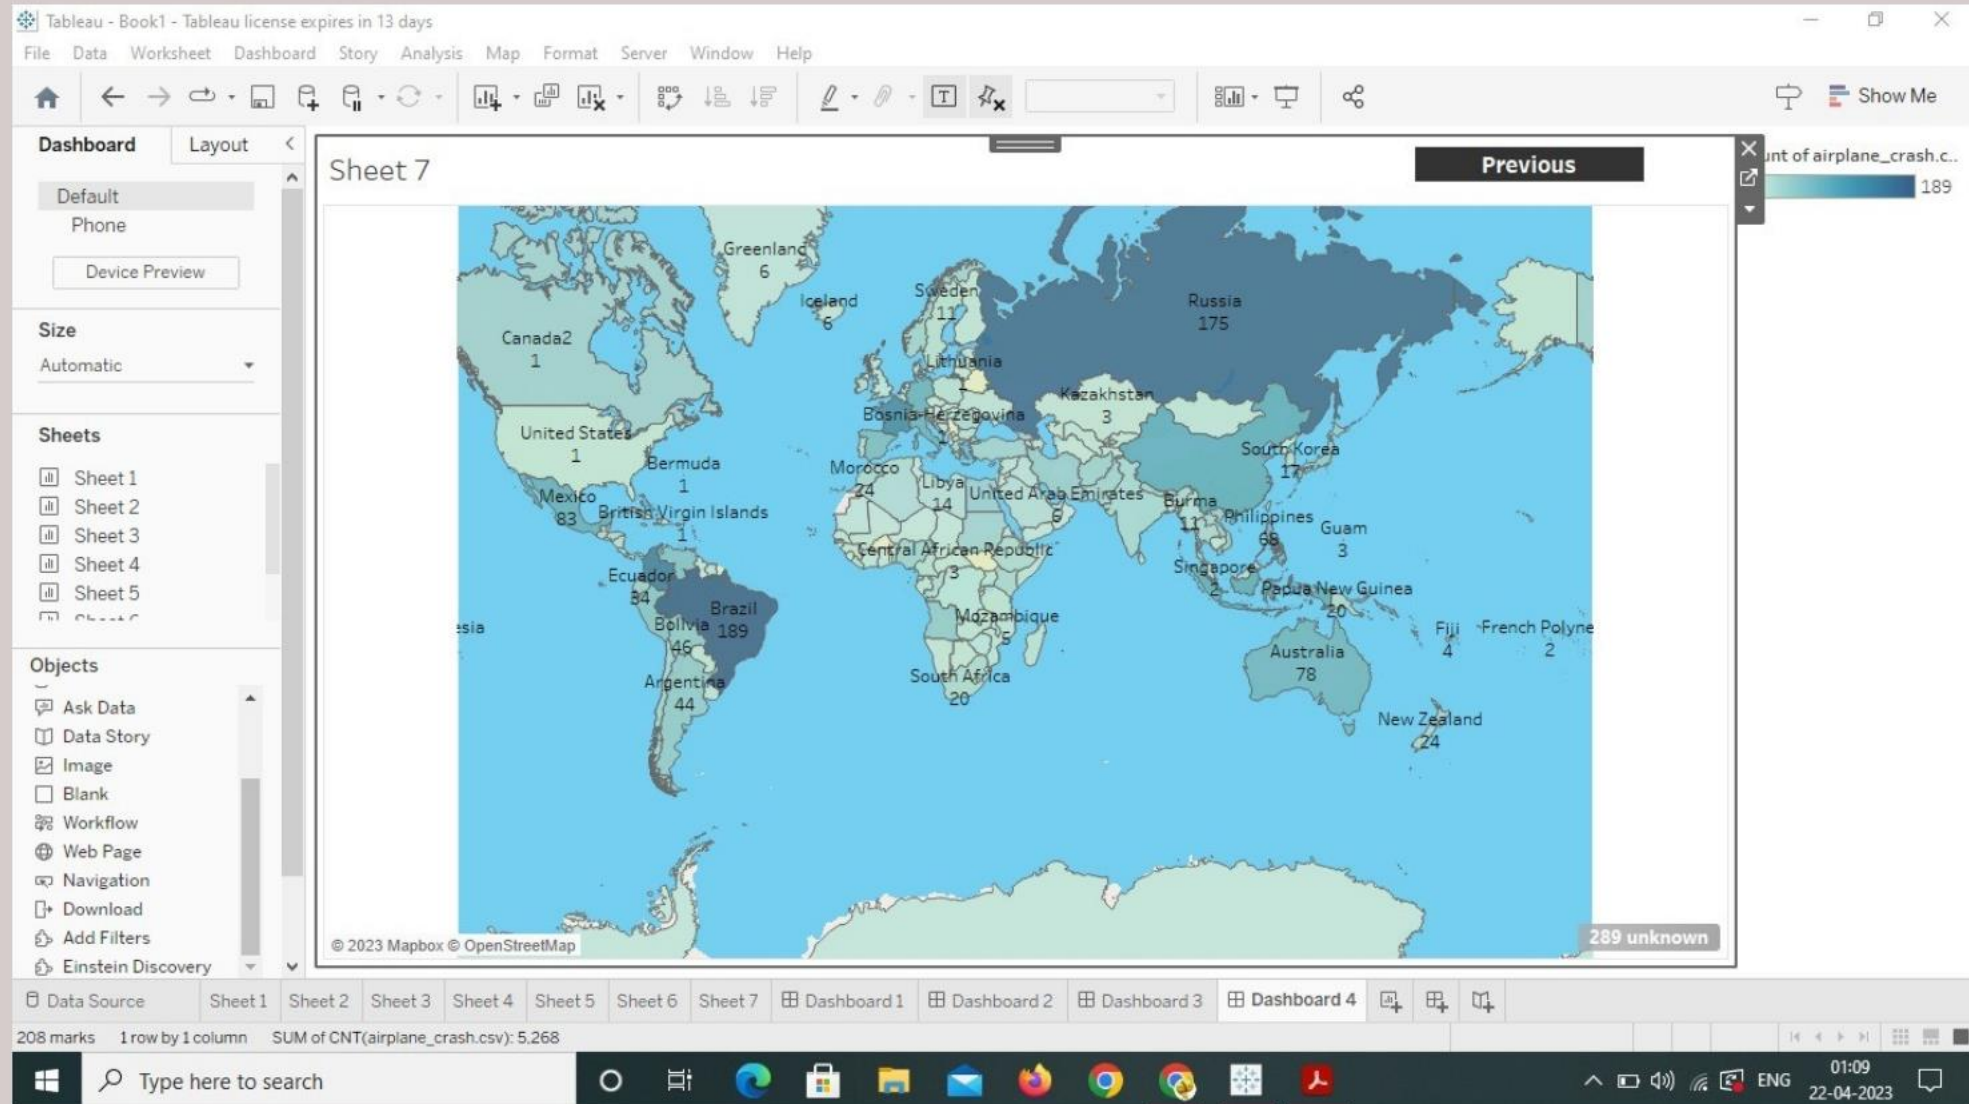 Tableau - Book1 - Tableau license expires in 13 days
File Data Worksheet Dashboard Story Analysis Map Format Server Window Help
Show Me
Dashboard Layout
Default
Phone
Device Preview
Size
Automatic
Sheets
Sheet 1
Sheet 2
Sheet 3
Sheet 4
Sheet 5
Objects
Ask Data
Data Story
Image
Blank
Workflow
Web Page
Navigation
Download
Add Filters
Einstein Discovery
Sheet 7
Previous
unt of airplane_crash.c..
189
Greenland
6
Iceland
6
Sweden
11
Russia
175
Canada2
1
Lithuania
Kazakhstan
3
Bosnia-Herzegovina
1
United States
1
South Korea
17
Bermuda
1
Morocco
24
Libya
14
United Arab Emirates
6
Mexico
83
British Virgin Islands
1
Burma
11
Philippines
68
Guam
3
Central African Republic
3
Singapore
2
Ecuador
34
Papua New Guinea
20
Brazil
189
Mozambique
5
esia
Bolivia
46
Fiji
4
French Polyne
2
Australia
78
Argentina
44
South Africa
20
New Zealand
24
© 2023 Mapbox © OpenStreetMap
289 unknown
Data Source Sheet 1 Sheet 2 Sheet 3 Sheet 4 Sheet 5 Sheet 6 Sheet 7 Dashboard 1 Dashboard 2 Dashboard 3 Dashboard 4
208 marks 1 row by 1 column SUM of CNT(airplane_crash.csv): 5,268
Type here to search
ENG
01:09
22-04-2023